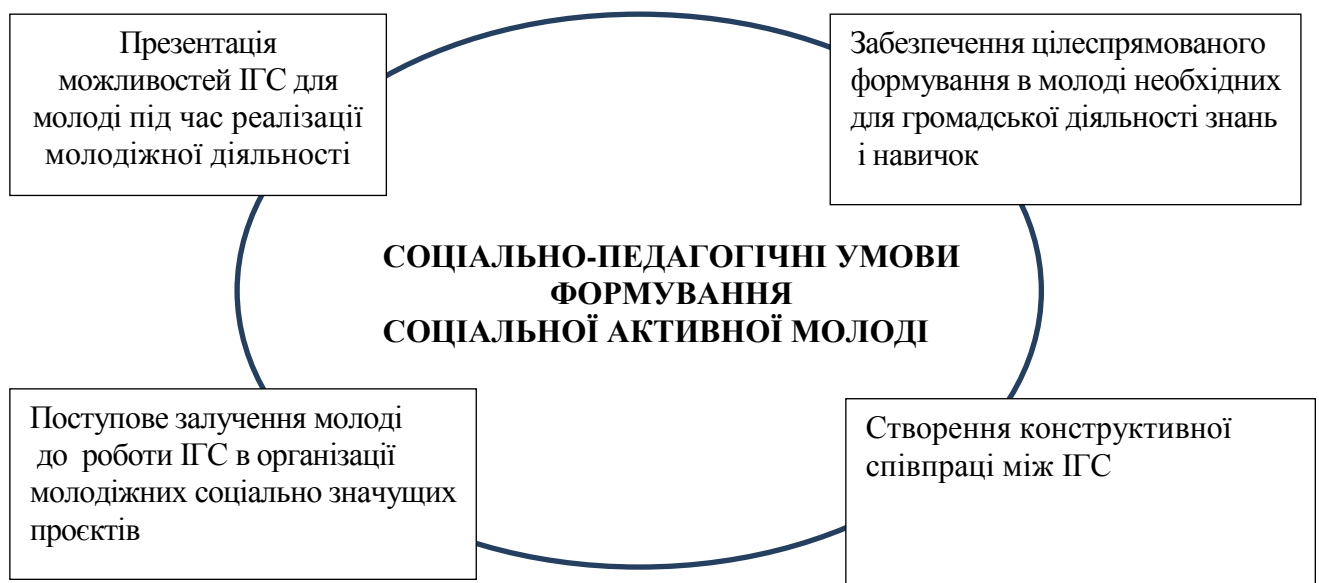 Презентація
можливостей ІГС для
молоді під час реалізації
молодіжної діяльності
Забезпечення цілеспрямованого
формування в молоді необхідних
для громадської діяльності знань
і навичок
СОЦІАЛЬНО-ПЕДАГОГІЧНІ УМОВИ
ФОРМУВАННЯ
СОЦІАЛЬНОЇ АКТИВНОЇ МОЛОДІ
Поступове залучення молоді
до роботи ІГС в організації
молодіжних соціально значущих
проєктів
Створення конструктивної
співпраці між ІГС